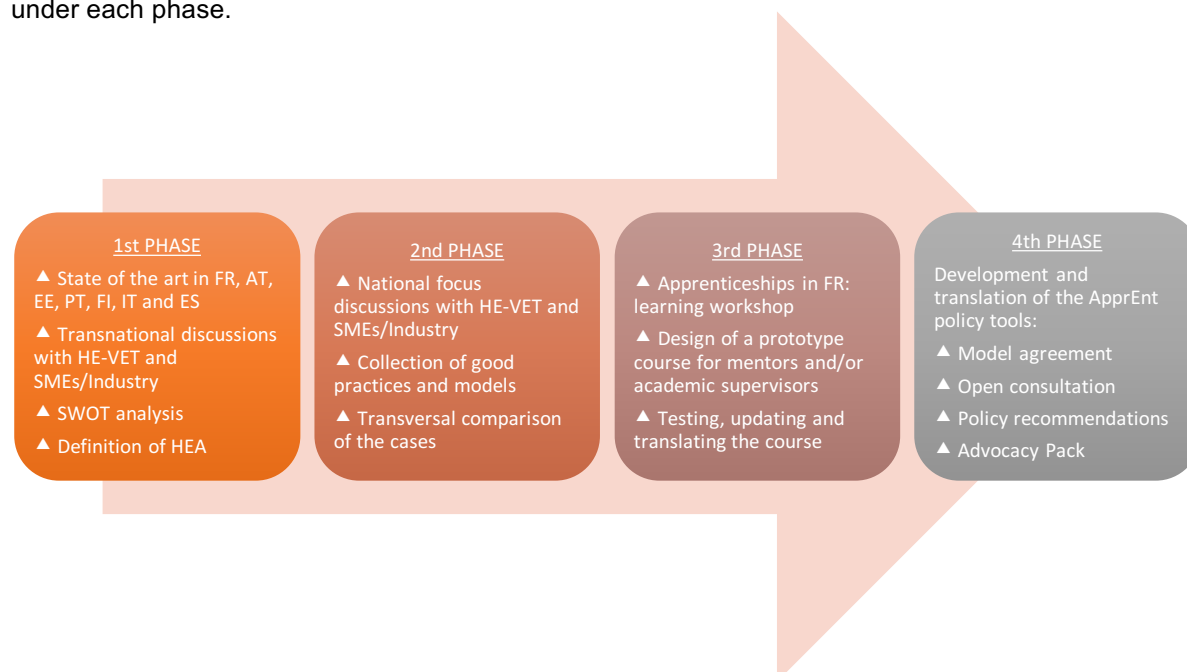 under each phase.
1st PHASE
▲ State of the art in FR, AT,
EE, PT, FI, IT and ES
▲ Transnational discussions
with HE-VET and
SMEs/Industry
▲ SWOT analysis
▲ Definition of HEA
2nd PHASE
▲ National focus
discussions with HE-VET and
SMEs/Industry
▲ Collection of good
practices and models
▲ Transversal comparison
of the cases
3rd PHASE
▲ Apprenticeships in FR:
learning workshop
▲ Design of a prototype
course for mentors and/or
academic supervisors
▲ Testing, updating and
translating the course
4th PHASE
Development and
translation of the ApprEnt
policy tools:
▲ Model agreement
▲ Open consultation
▲ Policy recommendations
▲ Advocacy Pack